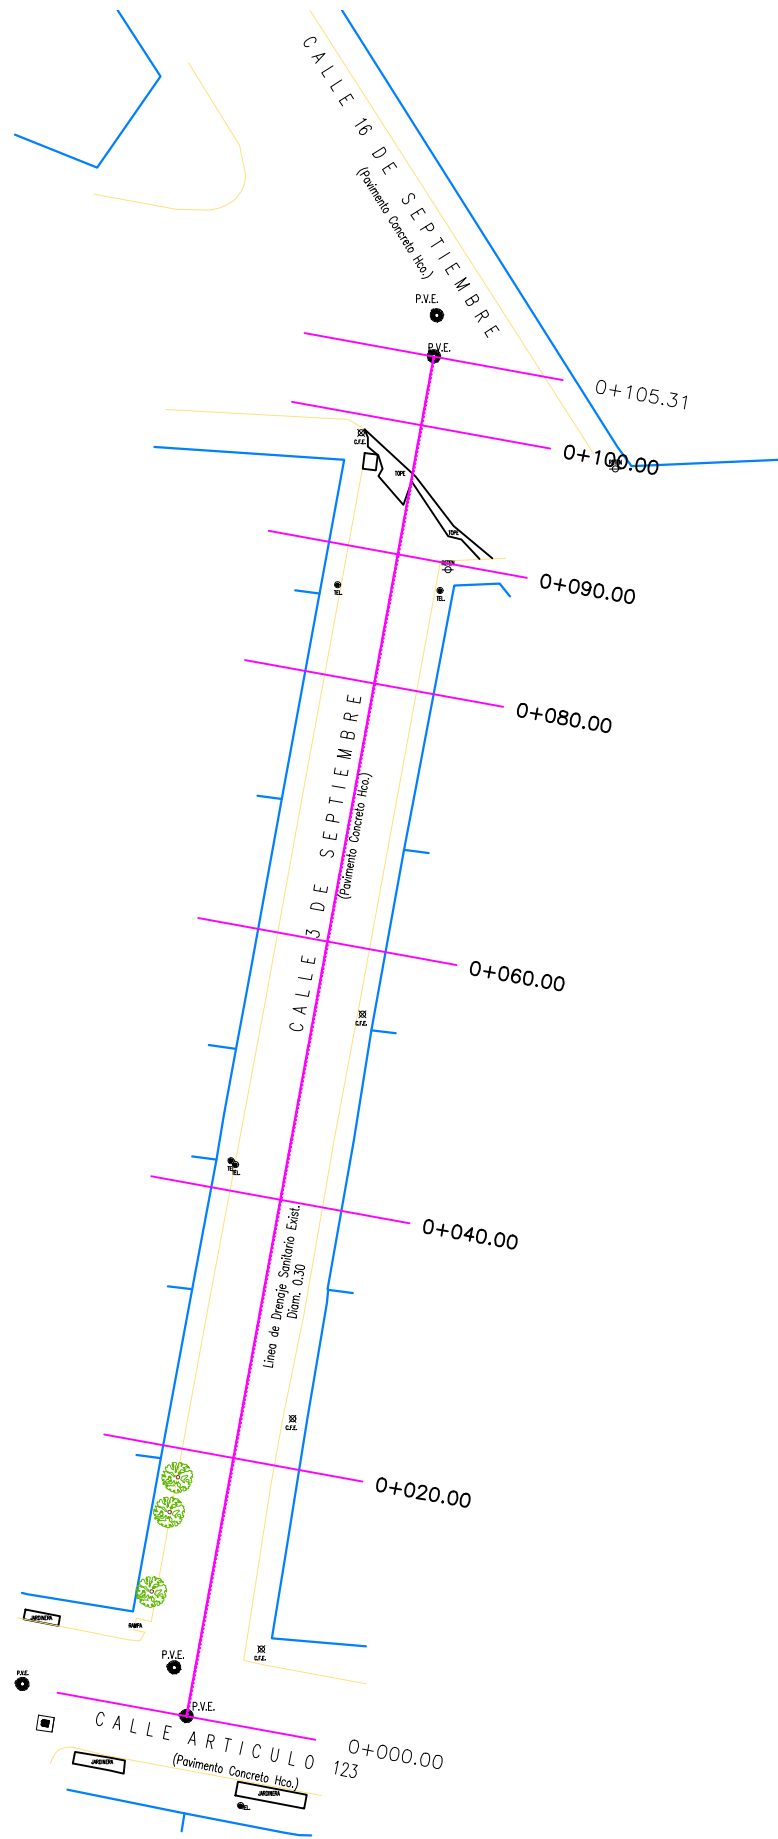 CALLE 16 DE SEPTIEMBRE
(Pavimento Concreto Hco.)
P.V.E.
P.V.E.
0+105.31
C.F.E.
0+100.00
TOPE
TOPE
0+090.00
TEL.
TEL.
0+080.00
CALLE 3 DE SEPTIEMBRE
(Pavimento Concreto Hco.)
0+060.00
C.F.E.
TEL.
TEL.
0+040.00
Linea de Drenaje Sanitario Exist.
Diam. 0.30
C.F.E.
0+020.00
JARDINERA
RAMPA
C.F.E.
P.V.E.
P.V.E.
P.V.E.
CALLE ARTICULO 123
(Pavimento Concreto Hco.)
0+000.00
JARDINERA
JARDINERA
TEL.